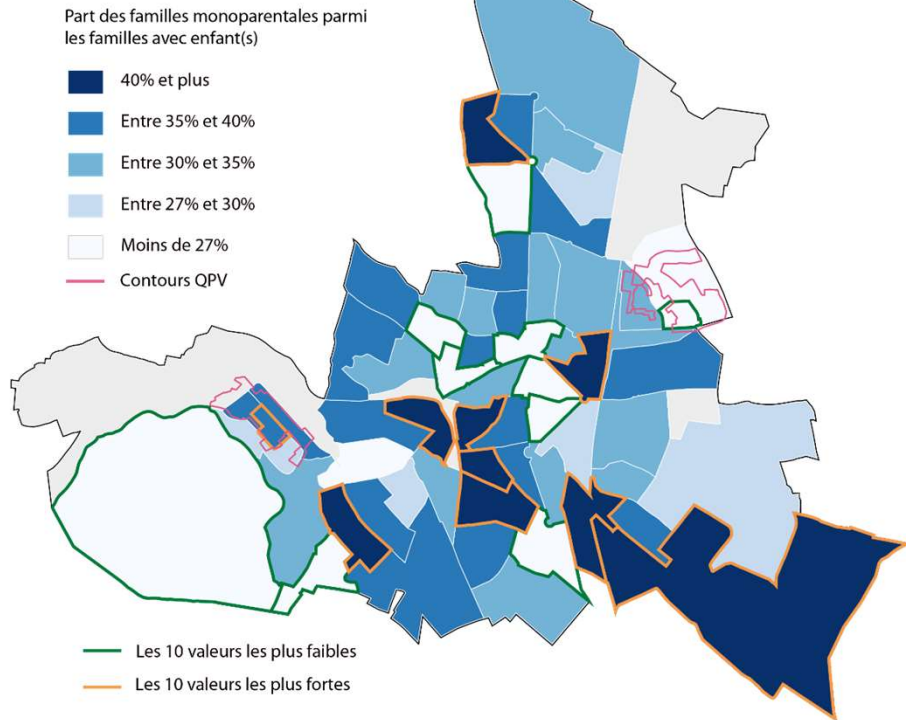 Part des familles monoparentales parmi
les familles avec enfant(s)
40% et plus
Entre 35% et 40%
Entre 30% et 35%
Entre 27% et 30%
Moins de 27%
Contours QPV
Les 10 valeurs les plus faibles
Les 10 valeurs les plus fortes